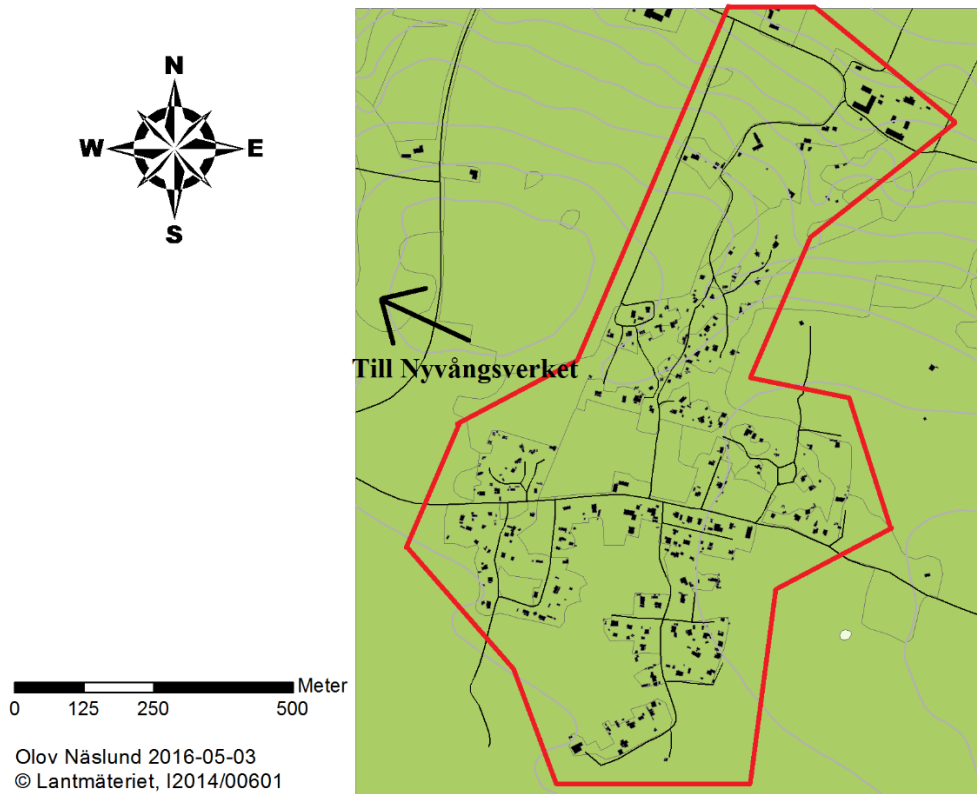 N
W E
S
Till Nyvångsverket
Meter
0 125 250 500
Olov Näslund 2016-05-03
© Lantmäteriet, I2014/00601